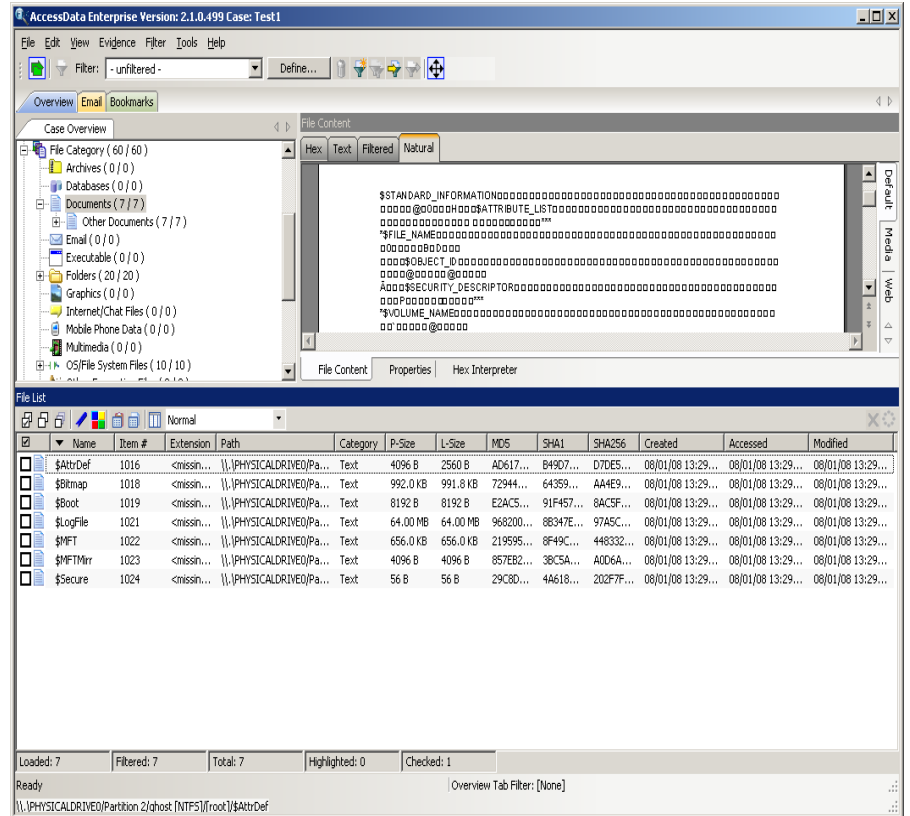 AccessData Enterprise Version: 2.1.0.499 Case: Test1
File Edit View Evidence Filter Tools Help
Filter: - unfiltered - Define...
Overview Email Bookmarks
Case Overview
File Category ( 60 / 60 )
Archives ( 0 / 0 )
Databases ( 0 / 0 )
Documents ( 7 / 7 )
Other Documents ( 7 / 7 )
Email ( 0 / 0 )
Executable ( 0 / 0 )
Folders ( 20 / 20 )
Graphics ( 0 / 0 )
Internet/Chat Files ( 0 / 0 )
Mobile Phone Data ( 0 / 0 )
Multimedia ( 0 / 0 )
OS/File System Files ( 10 / 10 )
File Content
Hex Text Filtered Natural
$STANDARD_INFORMATION
@ H $ATTRIBUTE_LIST
"$FILE_NAME
$OBJECT_ID
@ @
$SECURITY_DESCRIPTOR
P
"$VOLUME_NAME
@
Default
Media
Web
File Content Properties Hex Interpreter
File List
Normal
Name Item # Extension Path Category P-Size L-Size MD5 SHA1 SHA256 Created Accessed Modified
$AttrDef 1016 <missin... \\.\PHYSICALDRIVE0/Pa... Text 4096 B 2560 B AD617... B49D7... D7DE5... 08/01/08 13:29... 08/01/08 13:29... 08/01/08 13:29...
$Bitmap 1018 <missin... \\.\PHYSICALDRIVE0/Pa... Text 992.0 KB 991.8 KB 72944... 64359... AA4E9... 08/01/08 13:29... 08/01/08 13:29... 08/01/08 13:29...
$Boot 1019 <missin... \\.\PHYSICALDRIVE0/Pa... Text 8192 B 8192 B E2AC5... 91F457... 8AC5F... 08/01/08 13:29... 08/01/08 13:29... 08/01/08 13:29...
$LogFile 1021 <missin... \\.\PHYSICALDRIVE0/Pa... Text 64.00 MB 64.00 MB 968200... 8B347E... 97A5C... 08/01/08 13:29... 08/01/08 13:29... 08/01/08 13:29...
$MFT 1022 <missin... \\.\PHYSICALDRIVE0/Pa... Text 656.0 KB 656.0 KB 219595... 8F49C... 448332... 08/01/08 13:29... 08/01/08 13:29... 08/01/08 13:29...
$MFTMirr 1023 <missin... \\.\PHYSICALDRIVE0/Pa... Text 4096 B 4096 B 857EB2... 3BC5A... A0D6A... 08/01/08 13:29... 08/01/08 13:29... 08/01/08 13:29...
$Secure 1024 <missin... \\.\PHYSICALDRIVE0/Pa... Text 56 B 56 B 29C8D... 4A618... 202F7F... 08/01/08 13:29... 08/01/08 13:29... 08/01/08 13:29...
Loaded: 7 Filtered: 7 Total: 7 Highlighted: 0 Checked: 1
Ready Overview Tab Filter: [None]
\\.\PHYSICALDRIVE0/Partition 2/ghost [NTFS]/[root]/$AttrDef